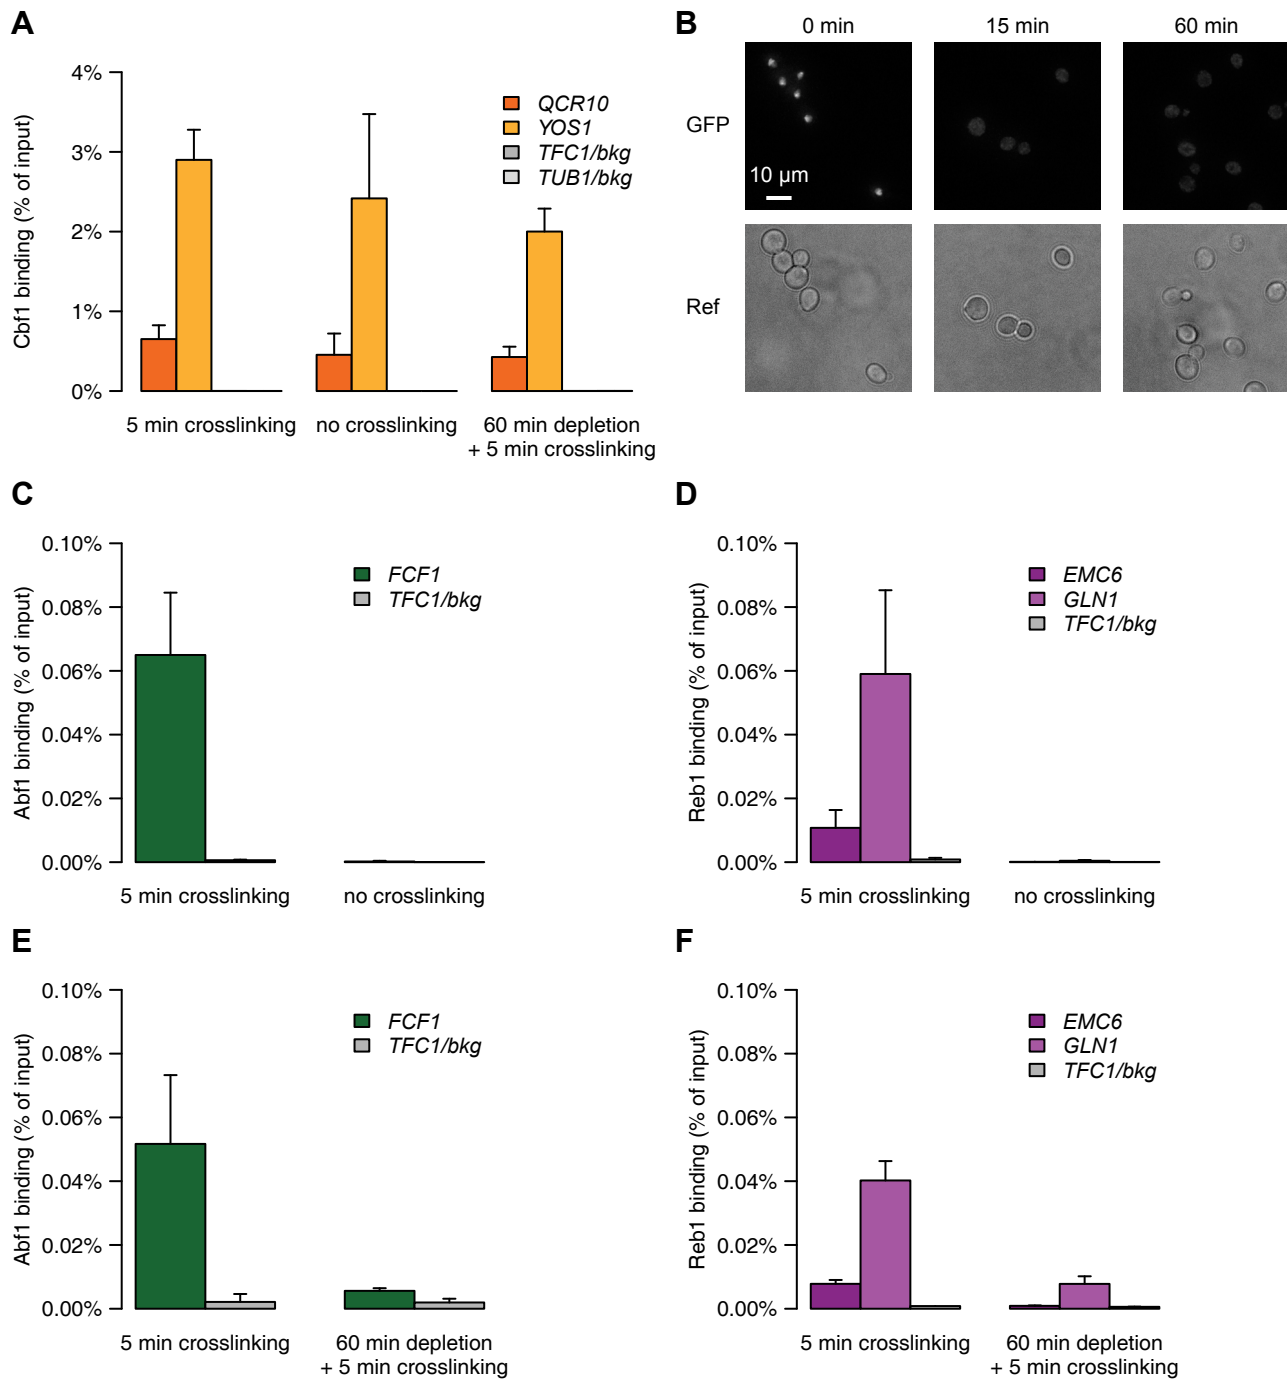 A
Cbf1 binding (% of input)
4%
3%
2%
1%
0%
QCR10
YOS1
TFC1/bkg
TUB1/bkg
5 min crosslinking
no crosslinking
60 min depletion
+ 5 min crosslinking
B
0 min
15 min
60 min
GFP
10 µm
Ref
C
Abf1 binding (% of input)
0.10%
0.08%
0.06%
0.04%
0.02%
0.00%
FCF1
TFC1/bkg
5 min crosslinking
no crosslinking
D
Reb1 binding (% of input)
0.10%
0.08%
0.06%
0.04%
0.02%
0.00%
EMC6
GLN1
TFC1/bkg
5 min crosslinking
no crosslinking
E
Abf1 binding (% of input)
0.10%
0.08%
0.06%
0.04%
0.02%
0.00%
FCF1
TFC1/bkg
5 min crosslinking
60 min depletion
+ 5 min crosslinking
F
Reb1 binding (% of input)
0.10%
0.08%
0.06%
0.04%
0.02%
0.00%
EMC6
GLN1
TFC1/bkg
5 min crosslinking
60 min depletion
+ 5 min crosslinking